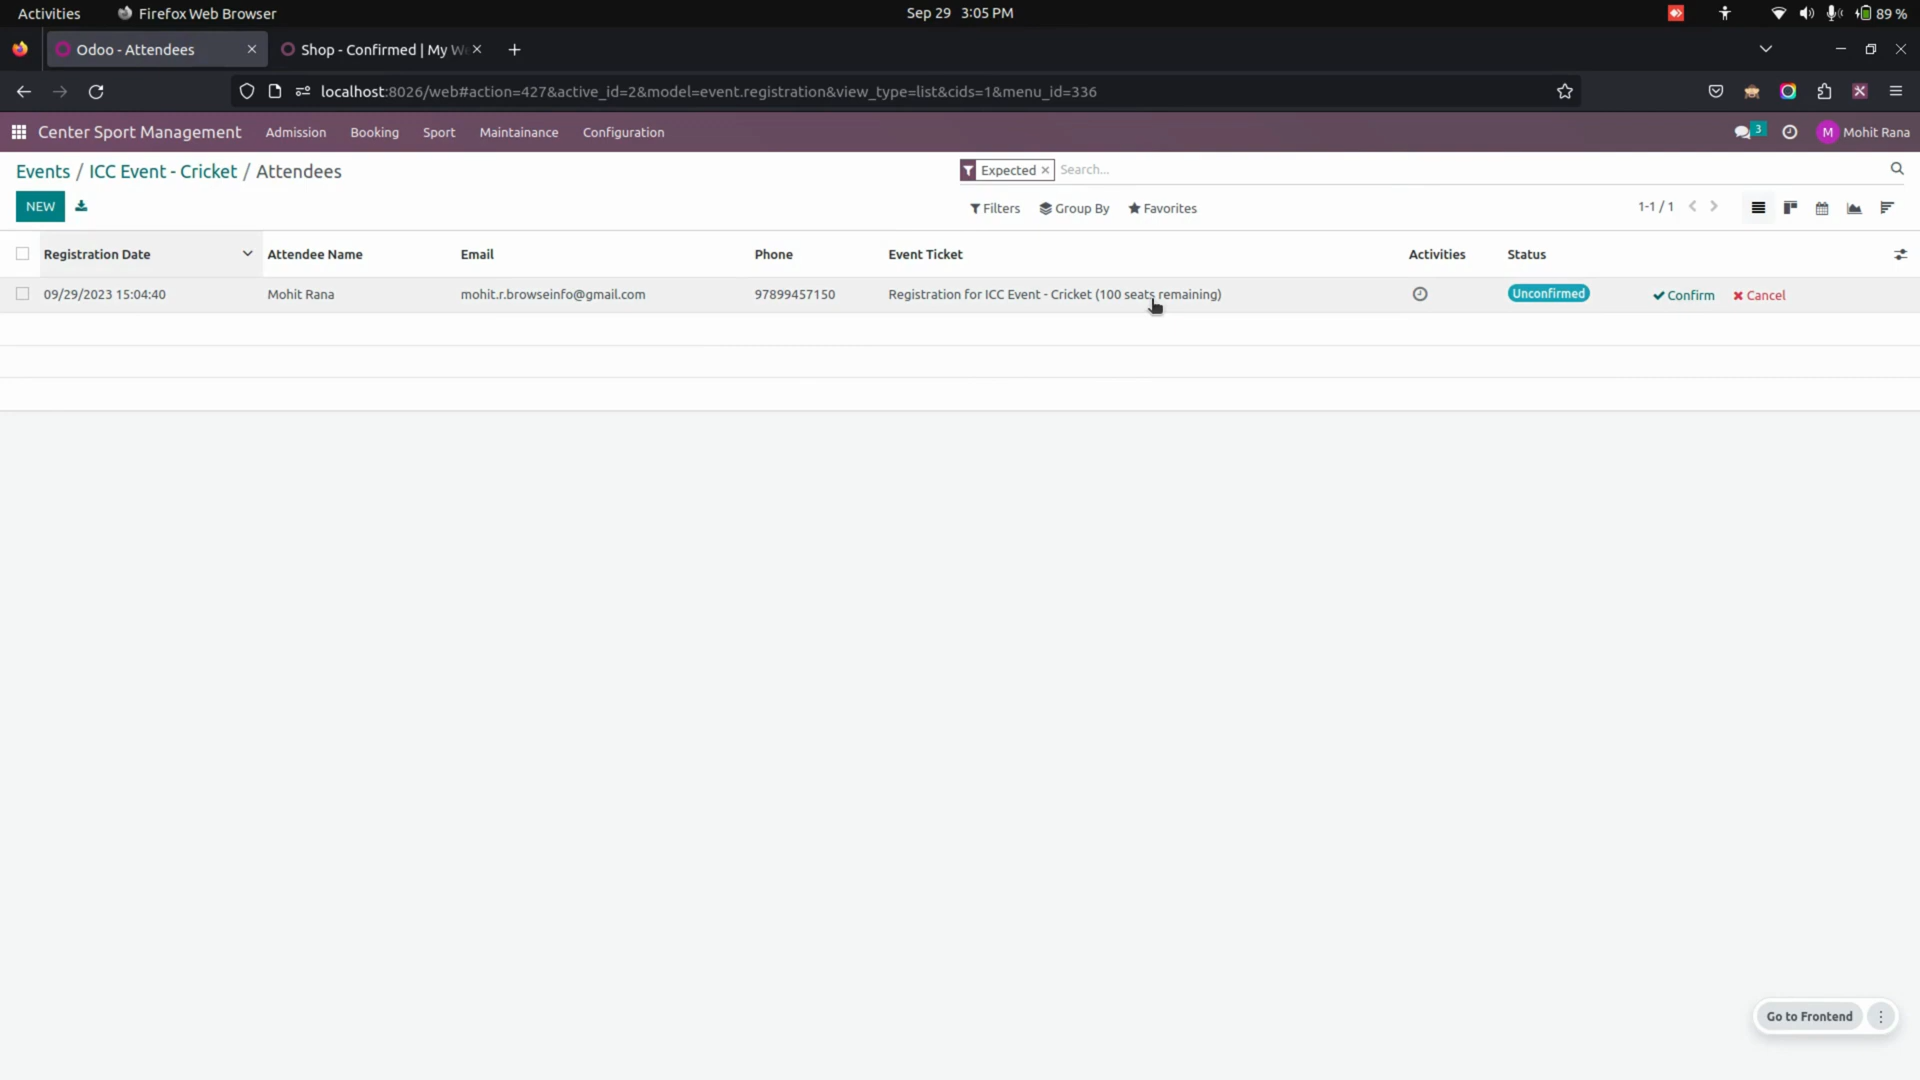 Activities Firefox Web Browser Sep 29 3:05 PM 89 %
Odoo - Attendees Shop - Confirmed | My We
localhost:8026/web#action=427&active_id=2&model=event.registration&view_type=list&cids=1&menu_id=336
Center Sport Management Admission Booking Sport Maintainance Configuration 3 M Mohit Rana
Events / ICC Event - Cricket / Attendees Expected Search...
NEW Filters Group By Favorites 1-1 / 1
Registration Date Attendee Name Email Phone Event Ticket Activities Status
09/29/2023 15:04:40 Mohit Rana mohit.r.browseinfo@gmail.com 97899457150 Registration for ICC Event - Cricket (100 seats remaining) Unconfirmed Confirm Cancel
Go to Frontend